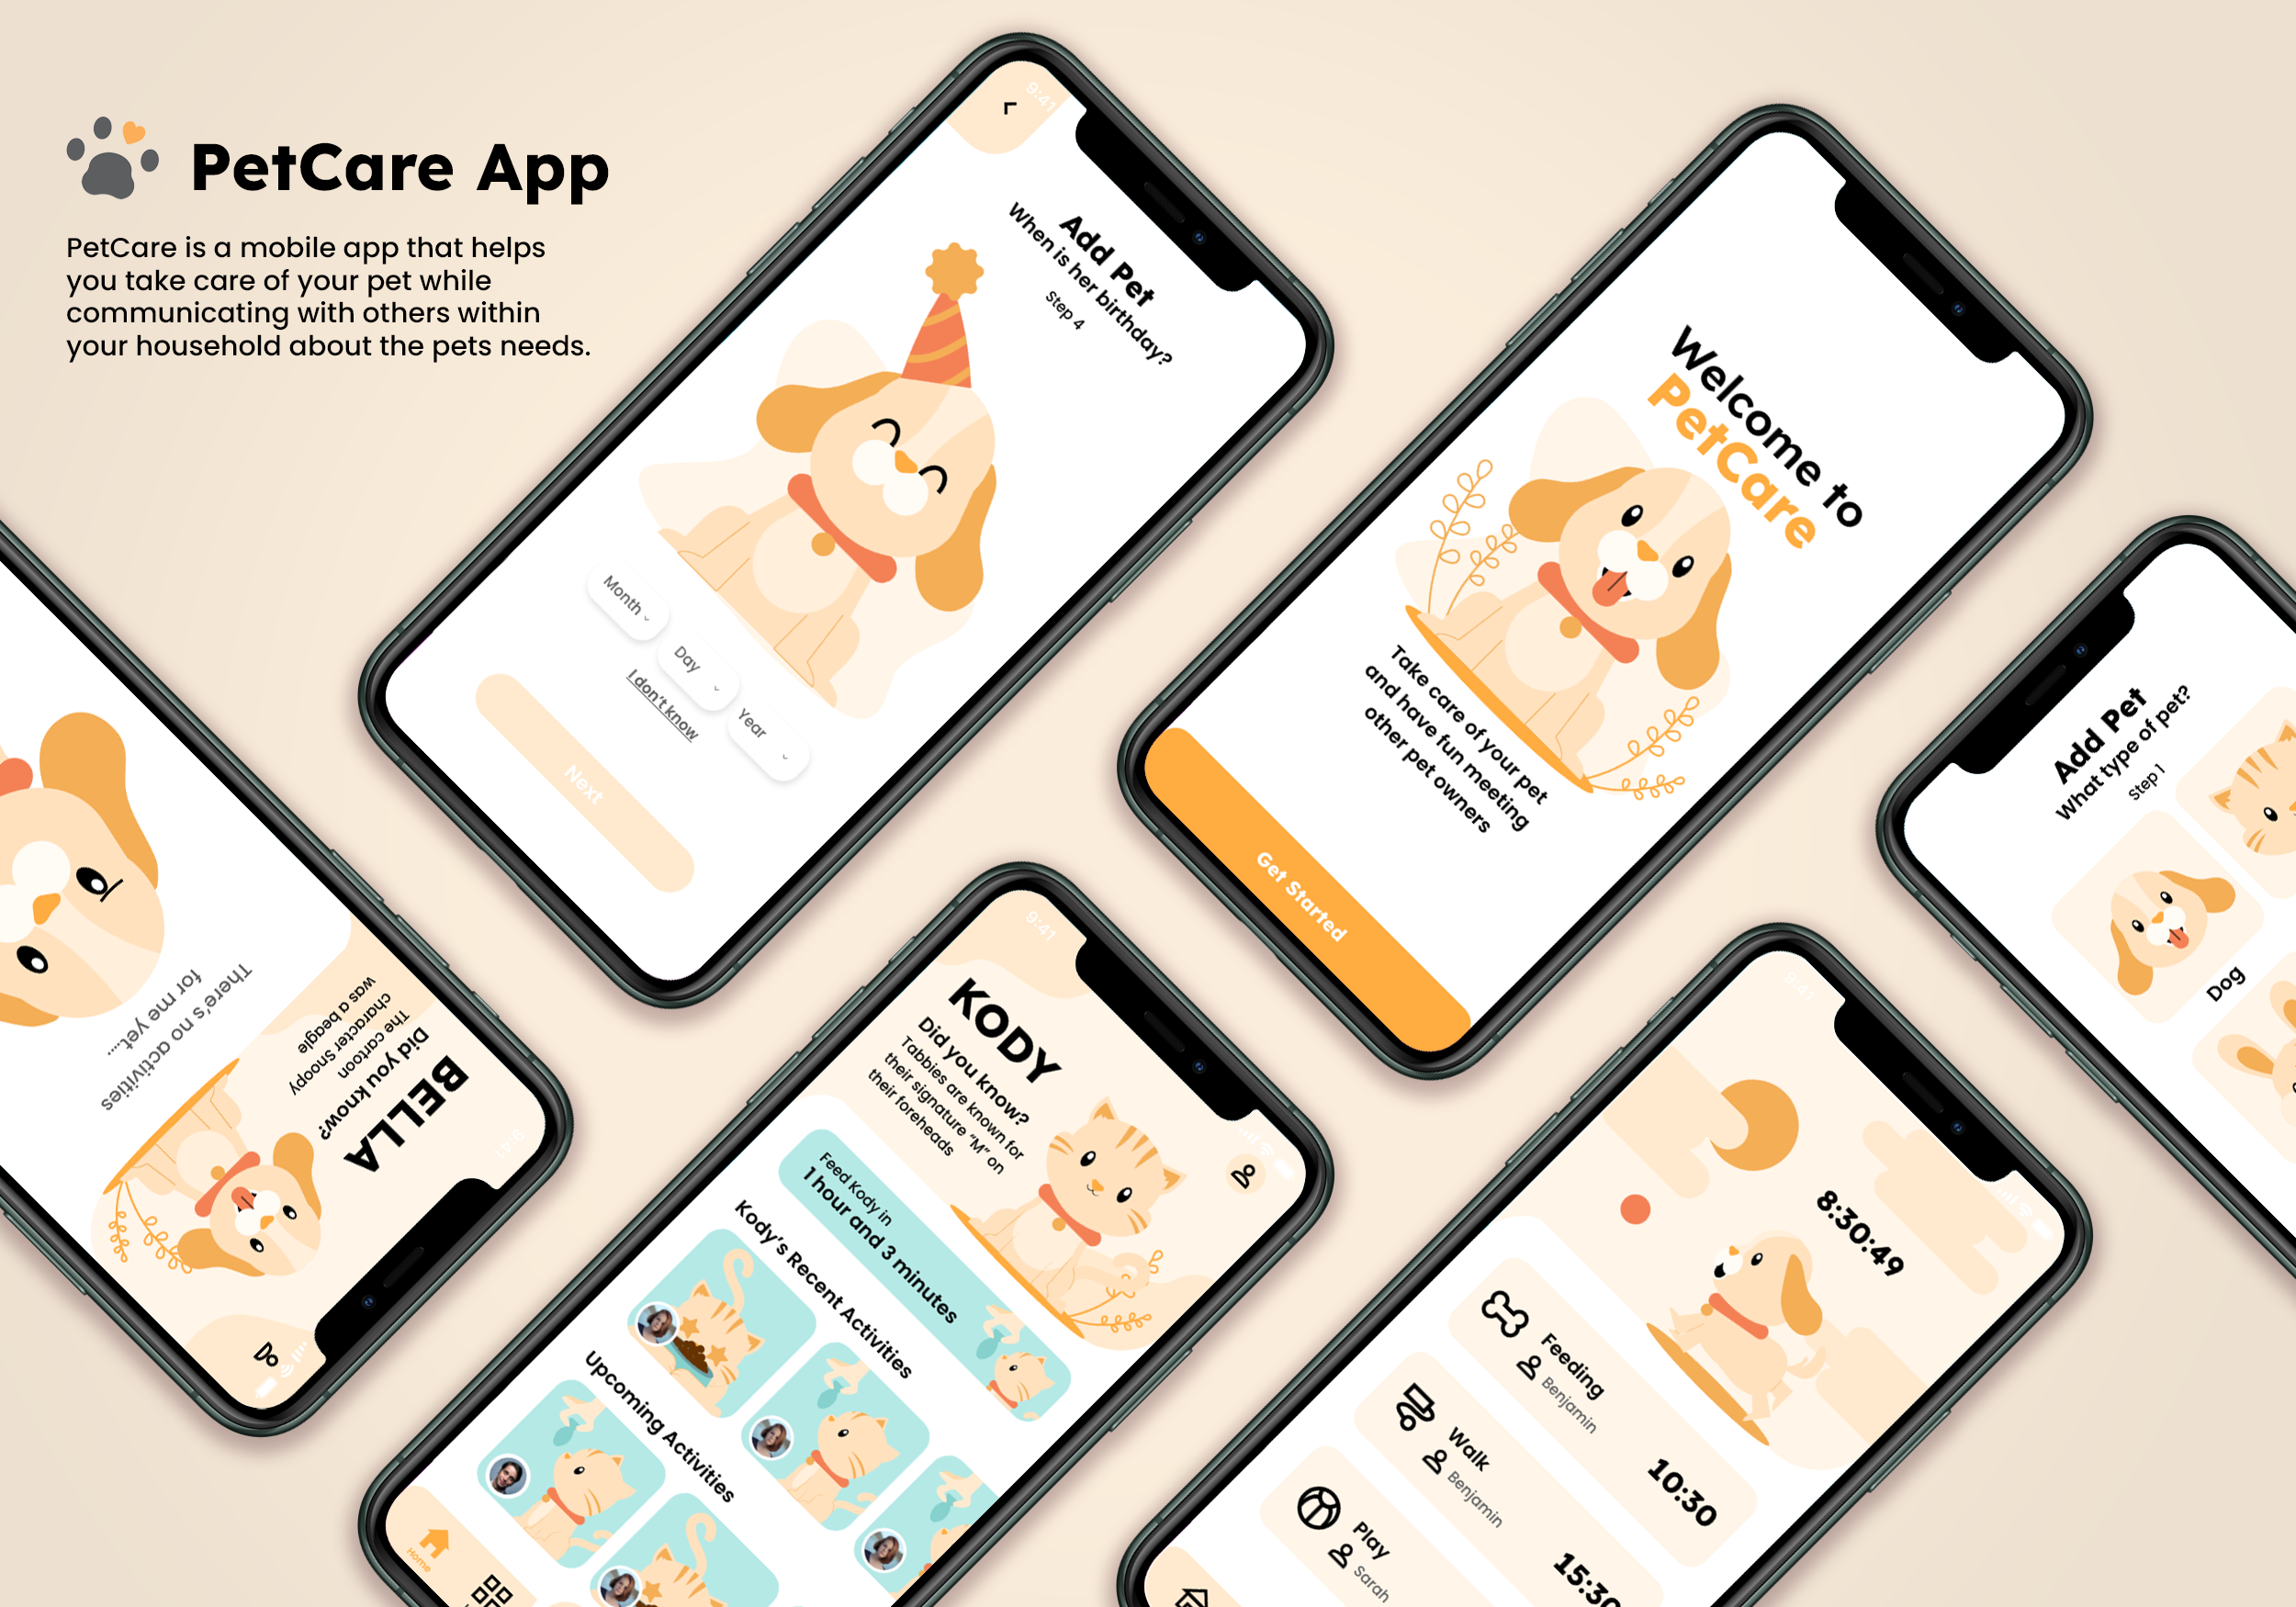 PetCare App
PetCare is a mobile app that helps
you take care of your pet while
communicating with others within
your household about the pets needs.
9:41
Add Pet
When is her birthday?
Step 4
Month
Day
Year
I don't know
Next
Welcome to
PetCare
Take care of your pet
and have fun meeting
other pet owners
Get Started
Add Pet
What type of pet?
Step 1
Dog
9:41
BELLA
Did you know?
The cartoon
character Snoopy
was a beagle
There's no activities
for me yet....
9:41
KODY
Did you know?
Tabbies are known for
their signature "M" on
their foreheads
Feed Kody in
1 hour and 3 minutes
Kody's Recent Activities
Upcoming Activities
Home
9:41
8:30:49
Feeding
Benjamin
10:30
Walk
Benjamin
15:30
Play
Sarah